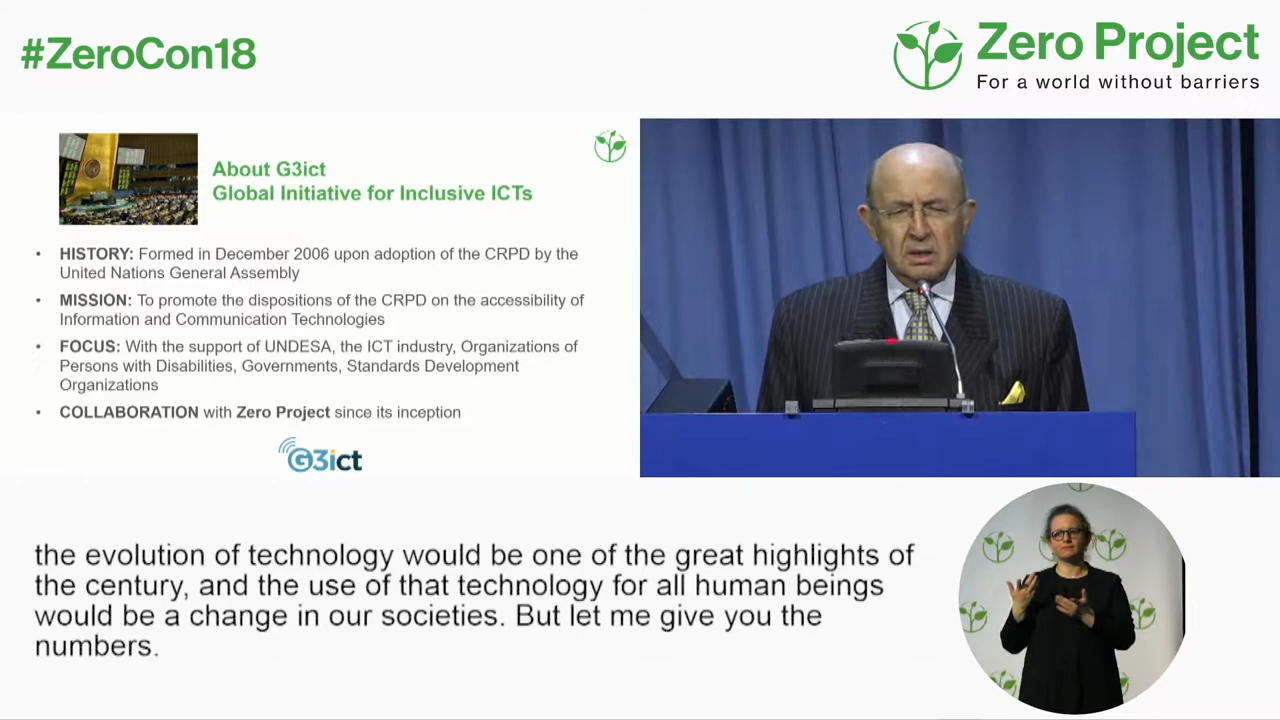 #ZeroCon18
Zero Project
For a world without barriers
About G3ict
Global Initiative for Inclusive ICTs
• HISTORY: Formed in December 2006 upon adoption of the CRPD by the
United Nations General Assembly
• MISSION: To promote the dispositions of the CRPD on the accessibility of
Information and Communication Technologies
• FOCUS: With the support of UNDESA, the ICT industry, Organizations of
Persons with Disabilities, Governments, Standards Development
Organizations
• COLLABORATION with Zero Project since its inception
G3ict
the evolution of technology would be one of the great highlights of
the century, and the use of that technology for all human beings
would be a change in our societies. But let me give you the
numbers.